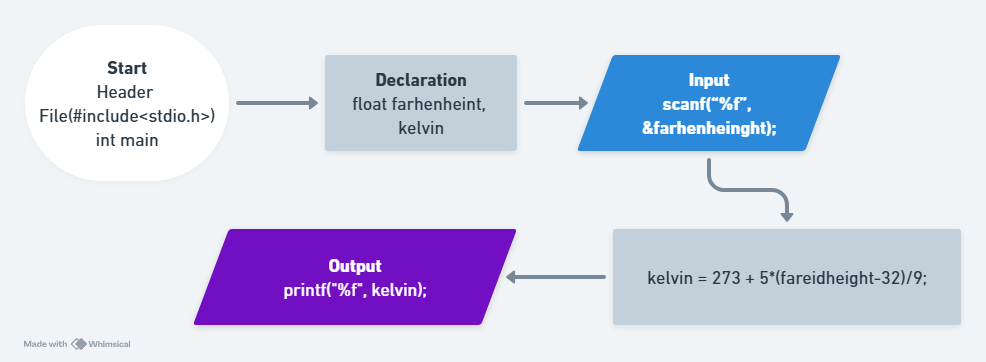 Start
Header
File(#include<stdio.h>)
int main
Declaration
float farhenheint,
kelvin
Input
scanf(“%f”,
&farhenheinght);
kelvin = 273 + 5*(fareidheight-32)/9;
Output
printf("%f", kelvin);
Made with Whimsical